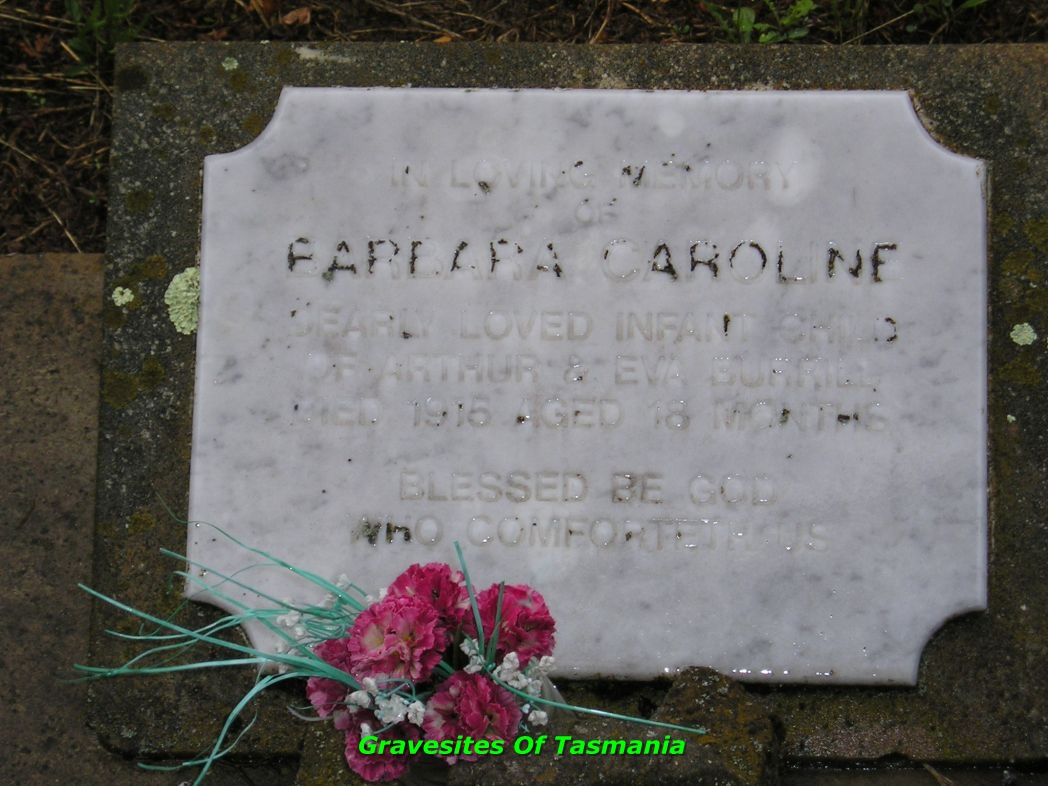 IN LOVING MEMORY
OF
BARBARA CAROLINE
DEARLY LOVED INFANT CHILD
OF ARTHUR & EVA BURRILL
DIED 1915 AGED 18 MONTHS
BLESSED BE GOD
WHO COMFORTETH US
Gravesites Of Tasmania